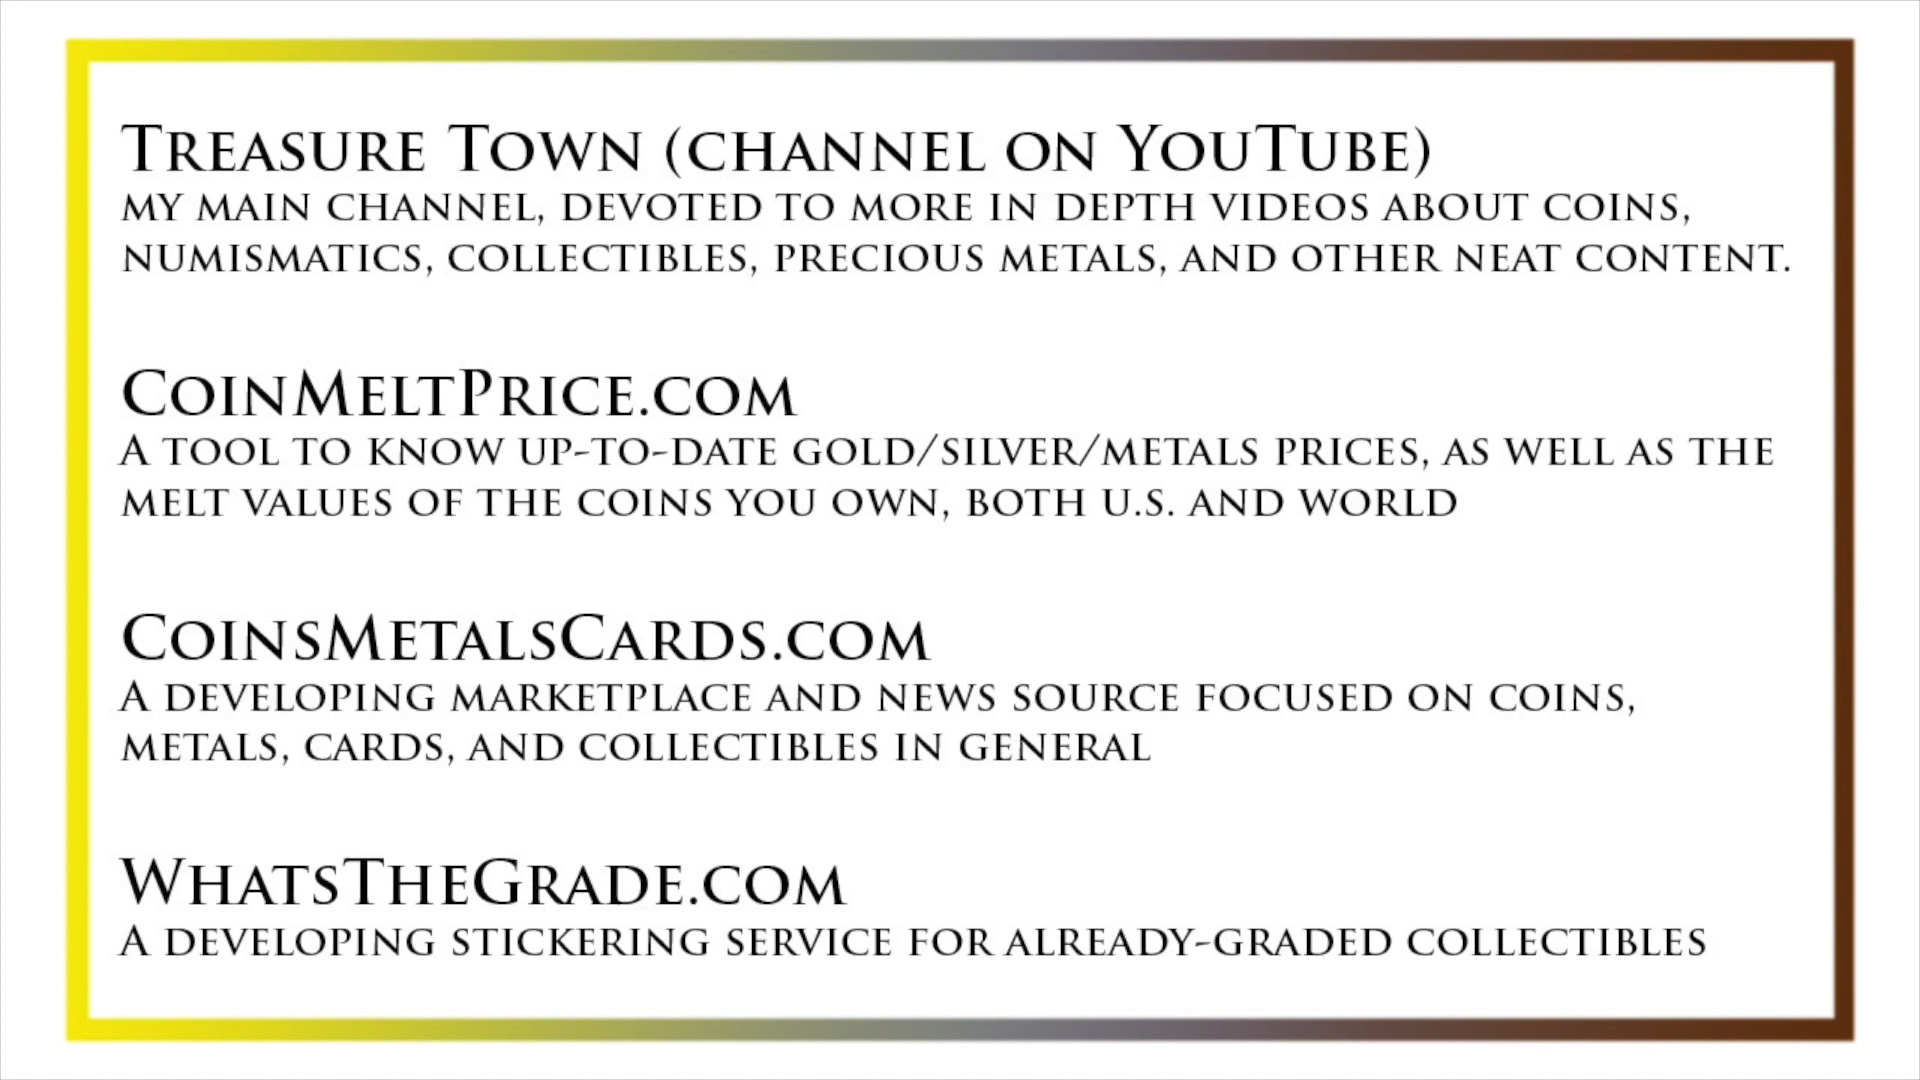 Treasure Town (channel on YouTube)
my main channel, devoted to more in depth videos about coins,
numismatics, collectibles, precious metals, and other neat content.
CoinMeltPrice.com
A tool to know up-to-date gold/silver/metals prices, as well as the
melt values of the coins you own, both U.S. and world
CoinsMetalsCards.com
A developing marketplace and news source focused on coins,
metals, cards, and collectibles in general
WhatsTheGrade.com
A developing stickering service for already-graded collectibles